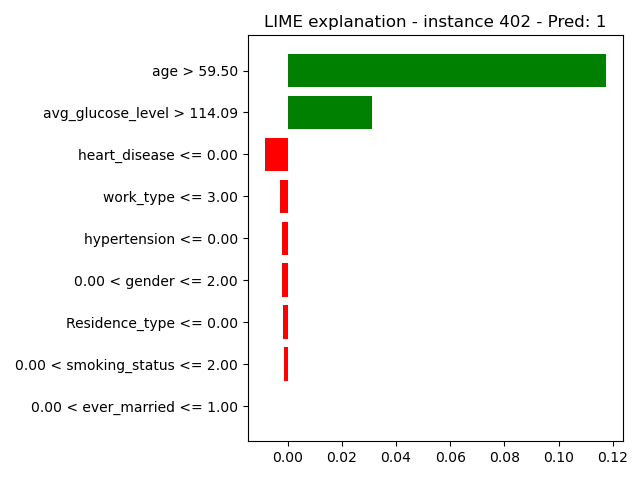 LIME explanation - instance 402 - Pred: 1
age > 59.50
avg_glucose_level > 114.09
heart_disease <= 0.00
work_type <= 3.00
hypertension <= 0.00
0.00 < gender <= 2.00
Residence_type <= 0.00
0.00 < smoking_status <= 2.00
0.00 < ever_married <= 1.00
0.00 0.02 0.04 0.06 0.08 0.10 0.12